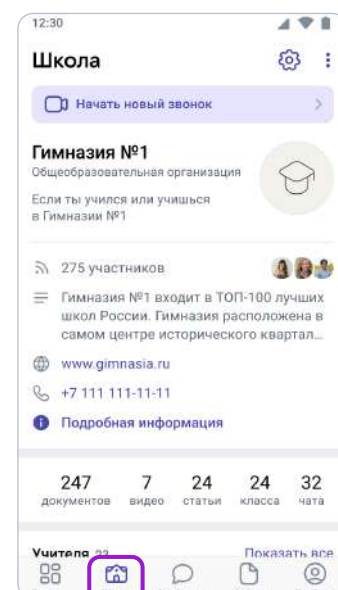 12:30
Школа
Начать новый звонок
Гимназия №1
Общеобразовательная организация
Если ты учился или учишься
в Гимназии №1
275 участников
Гимназия №1 входит в ТОП-100 лучших
школ России. Гимназия расположена в
самом центре исторического квартал...
www.gimnasia.ru
+7 111 111-11-11
Подробная информация
247 7 24 24 32
документов видео статьи класса чата
Учителя 23 Показать все